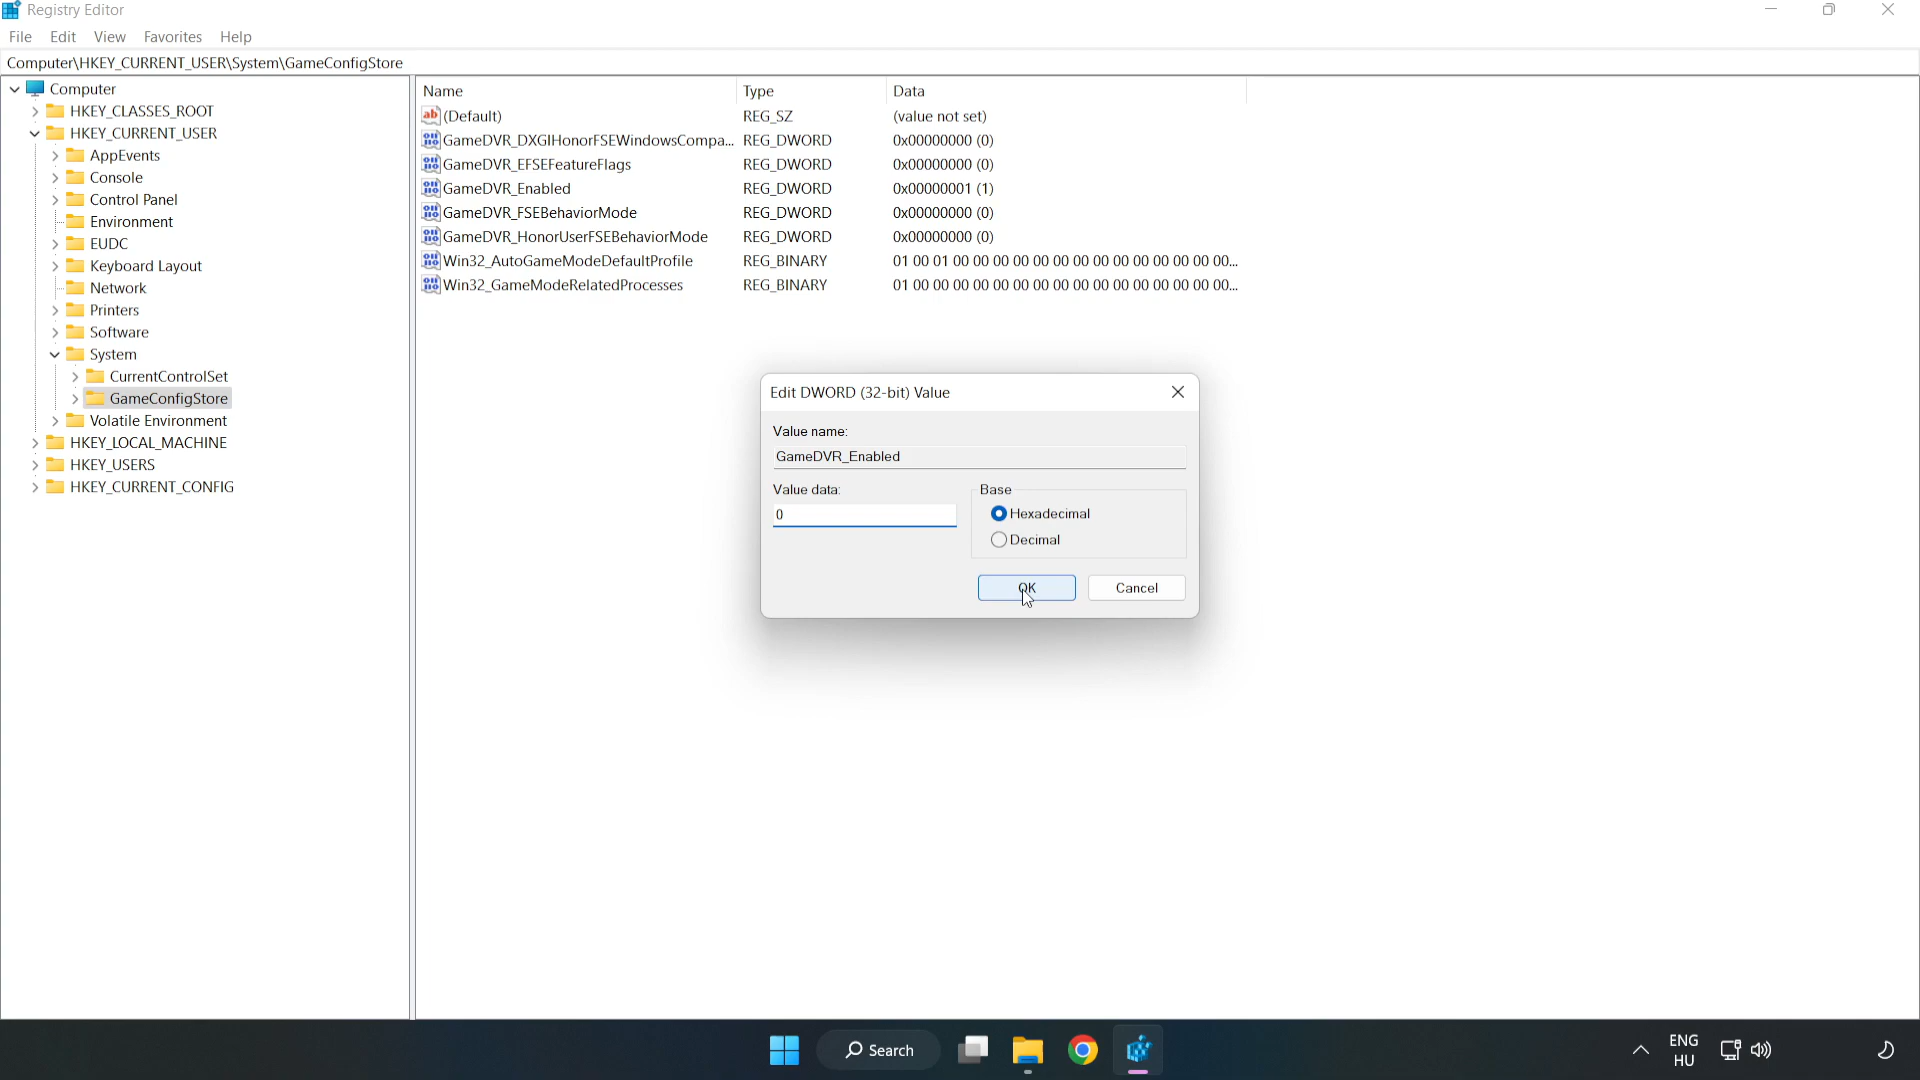 Registry Editor
File Edit View Favorites Help
Computer\HKEY_CURRENT_USER\System\GameConfigStore
Computer
HKEY_CLASSES_ROOT
HKEY_CURRENT_USER
AppEvents
Console
Control Panel
Environment
EUDC
Keyboard Layout
Network
Printers
Software
System
CurrentControlSet
GameConfigStore
Volatile Environment
HKEY_LOCAL_MACHINE
HKEY_USERS
HKEY_CURRENT_CONFIG
Name Type Data
(Default) REG_SZ (value not set)
GameDVR_DXGIHonorFSEWindowsCompa... REG_DWORD 0x00000000 (0)
GameDVR_EFSEFeatureFlags REG_DWORD 0x00000000 (0)
GameDVR_Enabled REG_DWORD 0x00000001 (1)
GameDVR_FSEBehaviorMode REG_DWORD 0x00000000 (0)
GameDVR_HonorUserFSEBehaviorMode REG_DWORD 0x00000000 (0)
Win32_AutoGameModeDefaultProfile REG_BINARY 01 00 01 00 00 00 00 00 00 00 00 00 00 00 00 00 00...
Win32_GameModeRelatedProcesses REG_BINARY 01 00 00 00 00 00 00 00 00 00 00 00 00 00 00 00 00...
Edit DWORD (32-bit) Value
Value name:
GameDVR_Enabled
Value data:
0
Base
Hexadecimal
Decimal
OK Cancel
Search
ENG
HU